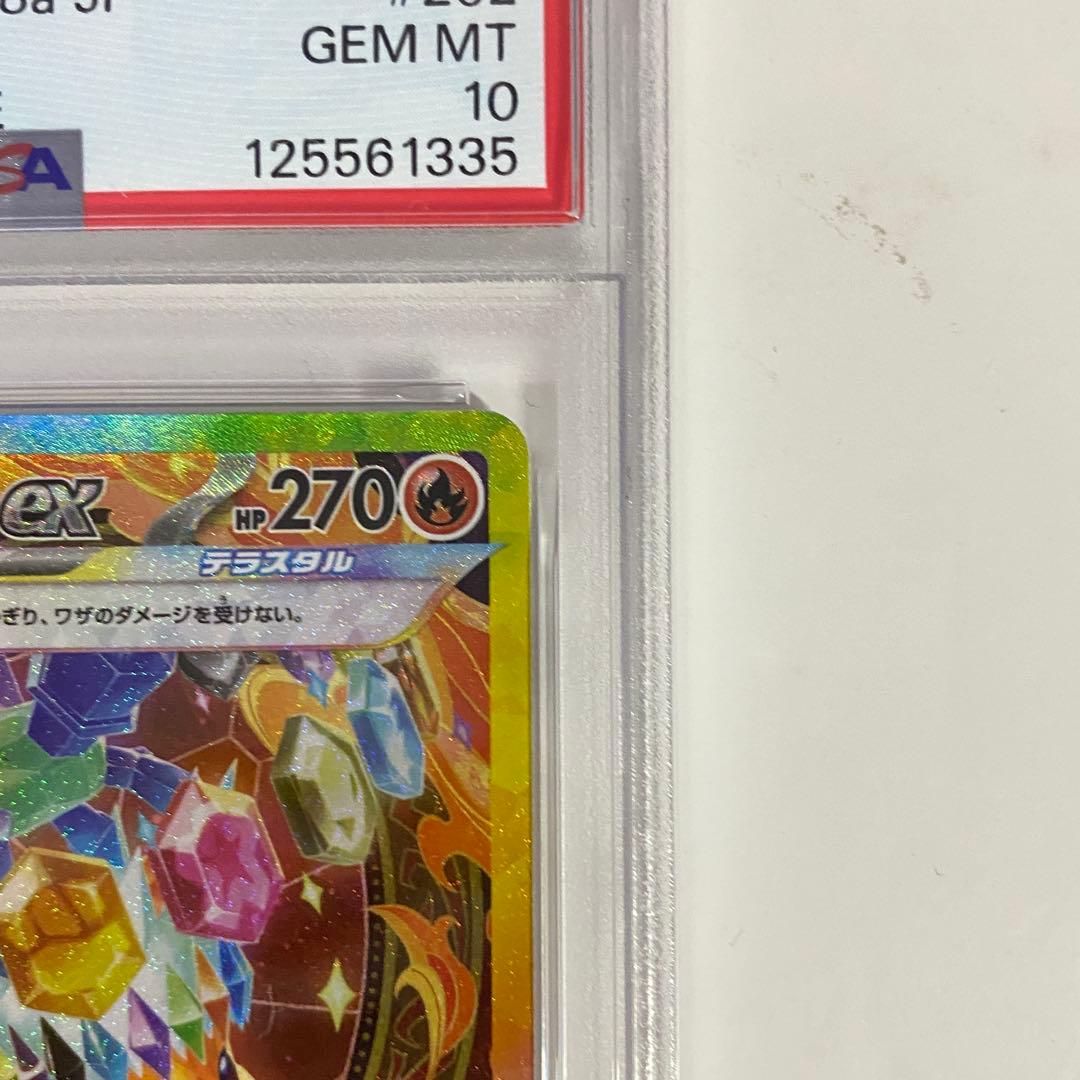 GEM MT
10
125561335
ex HP 270
テラスタル
ぎり、ワザのダメージを受けない。